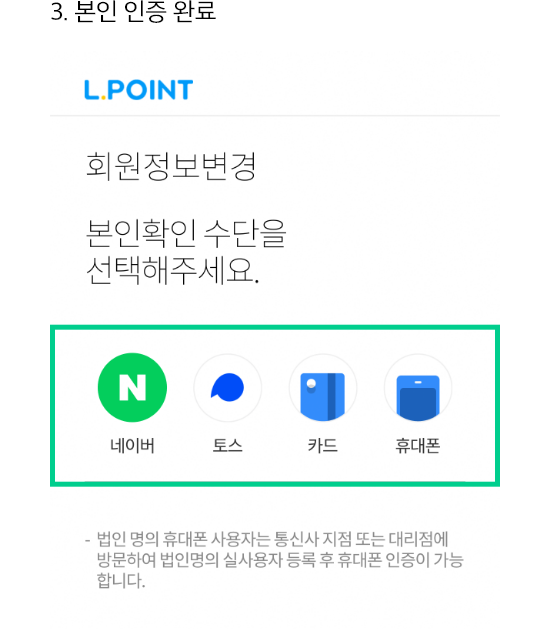 3. 본인 인증 완료
L.POINT
회원정보변경
본인확인 수단을
선택해주세요.
N
네이버 토스 카드 휴대폰
- 법인 명의 휴대폰 사용자는 통신사 지점 또는 대리점에
방문하여 법인명의 실사용자 등록 후 휴대폰 인증이 가능
합니다.